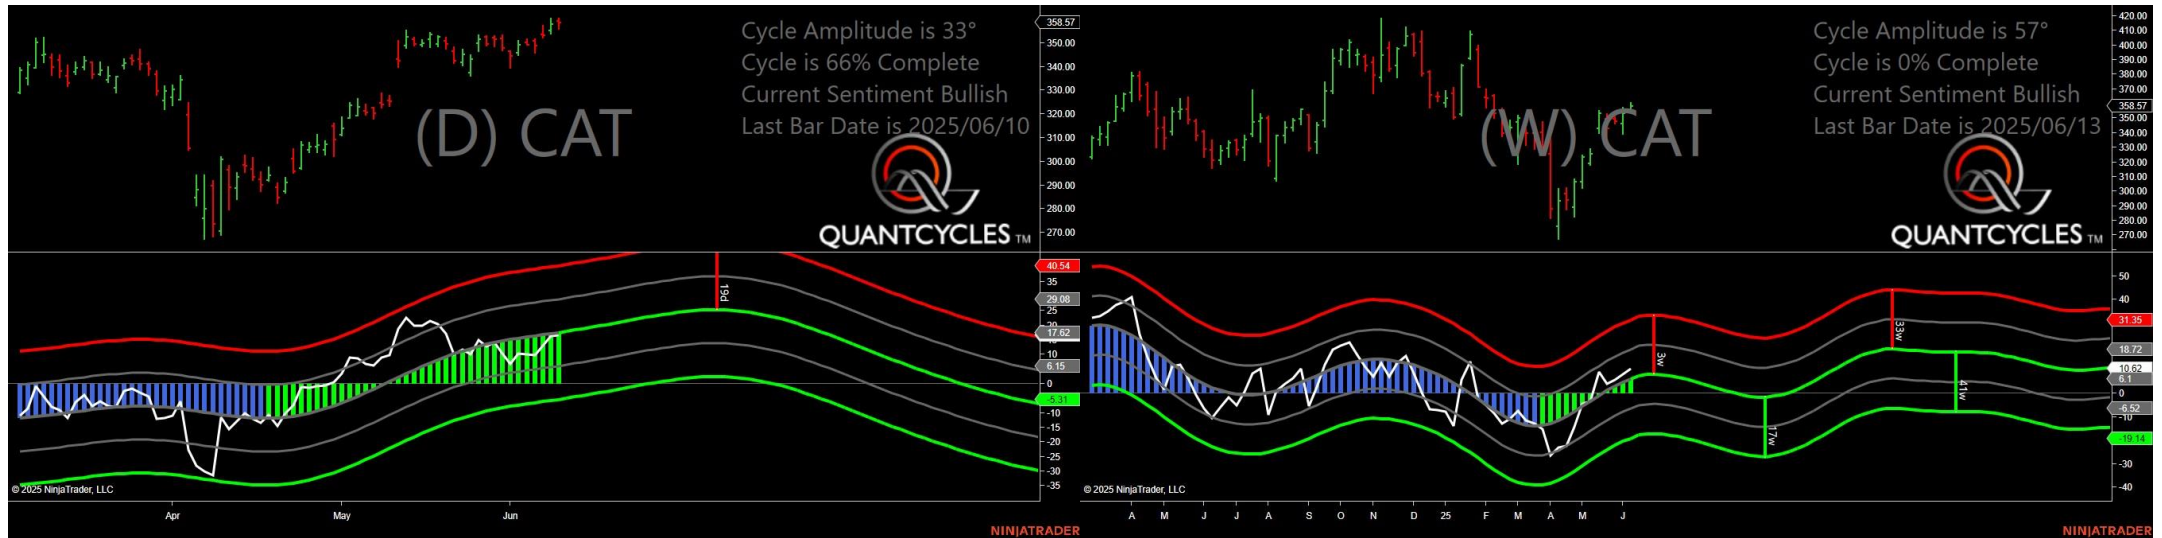 Cycle Amplitude is 33°
Cycle is 66% Complete
Current Sentiment Bullish
Last Bar Date is 2025/06/10
(D) CAT
QUANTCYCLES TM
358.57
350.00
340.00
330.00
320.00
310.00
300.00
290.00
280.00
270.00
40.54
35
29.08
25
20
17.62
10
6.15
0
-5.31
-10
-15
-20
-25
-30
-35
19d
© 2025 NinjaTrader, LLC
Apr
May
Jun
NINJATRADER
Cycle Amplitude is 57°
Cycle is 0% Complete
Current Sentiment Bullish
Last Bar Date is 2025/06/13
(W) CAT
QUANTCYCLES TM
420.00
410.00
400.00
390.00
380.00
370.00
358.57
350.00
340.00
330.00
320.00
310.00
300.00
290.00
280.00
270.00
50
40
31.35
18.72
10.62
6.1
0
-6.52
-10
-19.14
-30
-40
3w
17w
33w
41w
© 2025 NinjaTrader, LLC
A
M
J
J
A
S
O
N
D
25
F
M
A
M
J
NINJATRADER